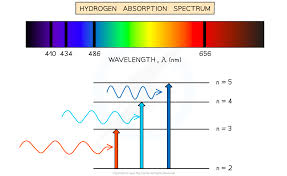 HYDROGEN ABSORPTION SPECTRUM
410 434 486 656
WAVELENGTH, λ (nm)
n = 5
n = 4
n = 3
n = 2